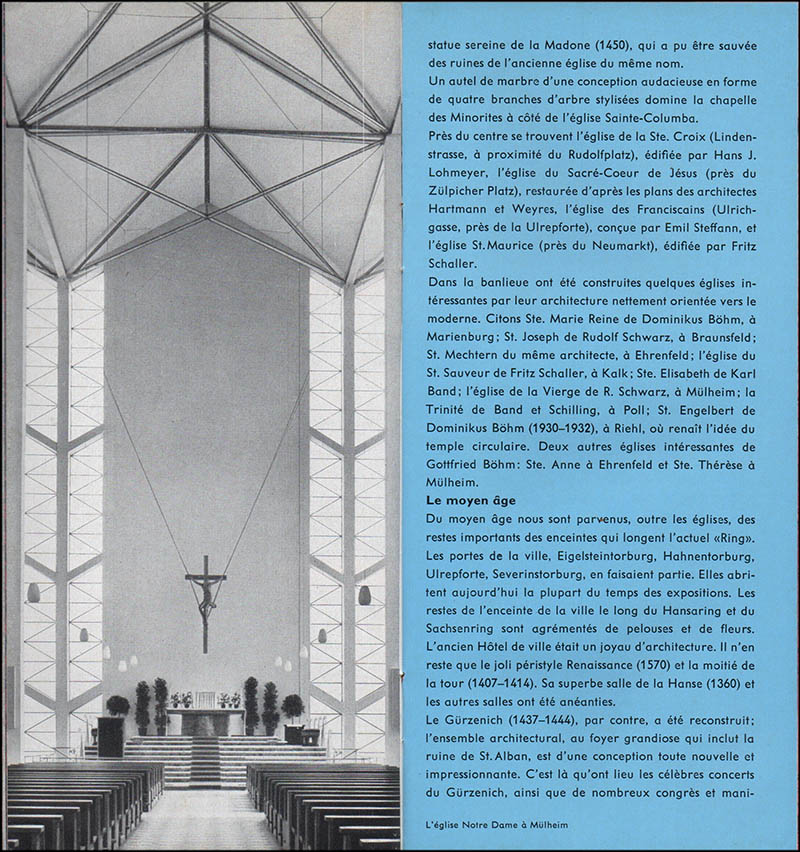 statue sereine de la Madone (1450), qui a pu être sauvée
des ruines de l'ancienne église du même nom.
Un autel de marbre d'une conception audacieuse en forme
de quatre branches d'arbre stylisées domine la chapelle
des Minorites à côté de l'église Sainte-Columba.
Près du centre se trouvent l'église de la Ste. Croix (Linden-
strasse, à proximité du Rudolfplatz), édifiée par Hans J.
Lohmeyer, l'église du Sacré-Coeur de Jésus (près du
Zülpicher Platz), restaurée d'après les plans des architectes
Hartmann et Weyres, l'église des Franciscains (Ulrich-
gasse, près de la Ulrepforte), conçue par Emil Steffann, et
l'église St. Maurice (près du Neumarkt), édifiée par Fritz
Schaller.
Dans la banlieue ont été construites quelques églises in-
téressantes par leur architecture nettement orientée vers le
moderne. Citons Ste. Marie Reine de Dominikus Böhm, à
Marienburg; St. Joseph de Rudolf Schwarz, à Braunsfeld;
St. Mechtern du même architecte, à Ehrenfeld; l'église du
St. Sauveur de Fritz Schaller, à Kalk; Ste. Elisabeth de Karl
Band; l'église de la Vierge de R. Schwarz, à Mülheim; la
Trinité de Band et Schilling, à Poll; St. Engelbert de
Dominikus Böhm (1930–1932), à Riehl, où renaît l'idée du
temple circulaire. Deux autres églises intéressantes de
Gottfried Böhm: Ste. Anne à Ehrenfeld et Ste. Thérèse à
Mülheim.
Le moyen âge
Du moyen âge nous sont parvenus, outre les églises, des
restes importants des enceintes qui longent l'actuel «Ring».
Les portes de la ville, Eigelsteintorburg, Hahnentorburg,
Ulrepforte, Severinstorburg, en faisaient partie. Elles abri-
tent aujourd'hui la plupart du temps des expositions. Les
restes de l'enceinte de la ville le long du Hansaring et du
Sachsenring sont agrémentés de pelouses et de fleurs.
L'ancien Hôtel de ville était un joyau d'architecture. Il n'en
reste que le joli péristyle Renaissance (1570) et la moitié de
la tour (1407–1414). Sa superbe salle de la Hanse (1360) et
les autres salles ont été anéanties.
Le Gürzenich (1437–1444), par contre, a été reconstruit;
l'ensemble architectural, au foyer grandiose qui inclut la
ruine de St. Alban, est d'une conception toute nouvelle et
impressionnante. C'est là qu'ont lieu les célèbres concerts
du Gürzenich, ainsi que de nombreux congrès et mani-
L'église Notre Dame à Mülheim